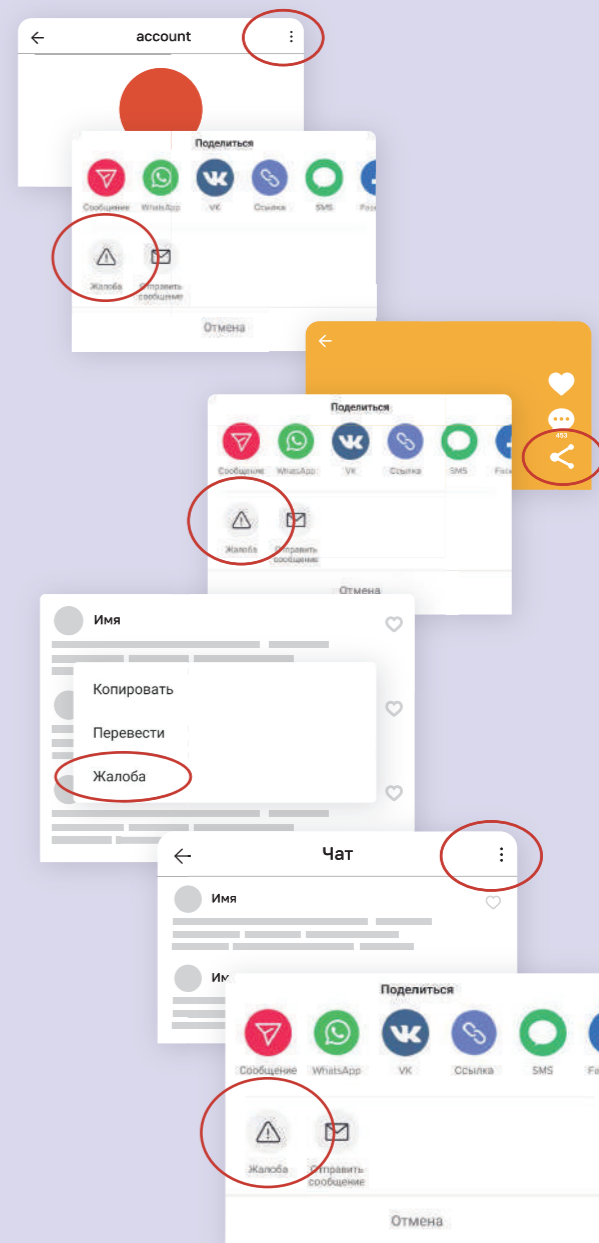 account
Поделиться
Сообщение WhatsApp VK Ссылка SMS
Жалоба Отправить
сообщение
Отмена
453
Поделиться
Сообщение WhatsApp VK Ссылка SMS
Жалоба Отправить
сообщение
Отмена
Имя
Копировать
Перевести
Жалоба
Чат
Имя
Поделиться
Сообщение WhatsApp VK Ссылка SMS
Жалоба Отправить
сообщение
Отмена